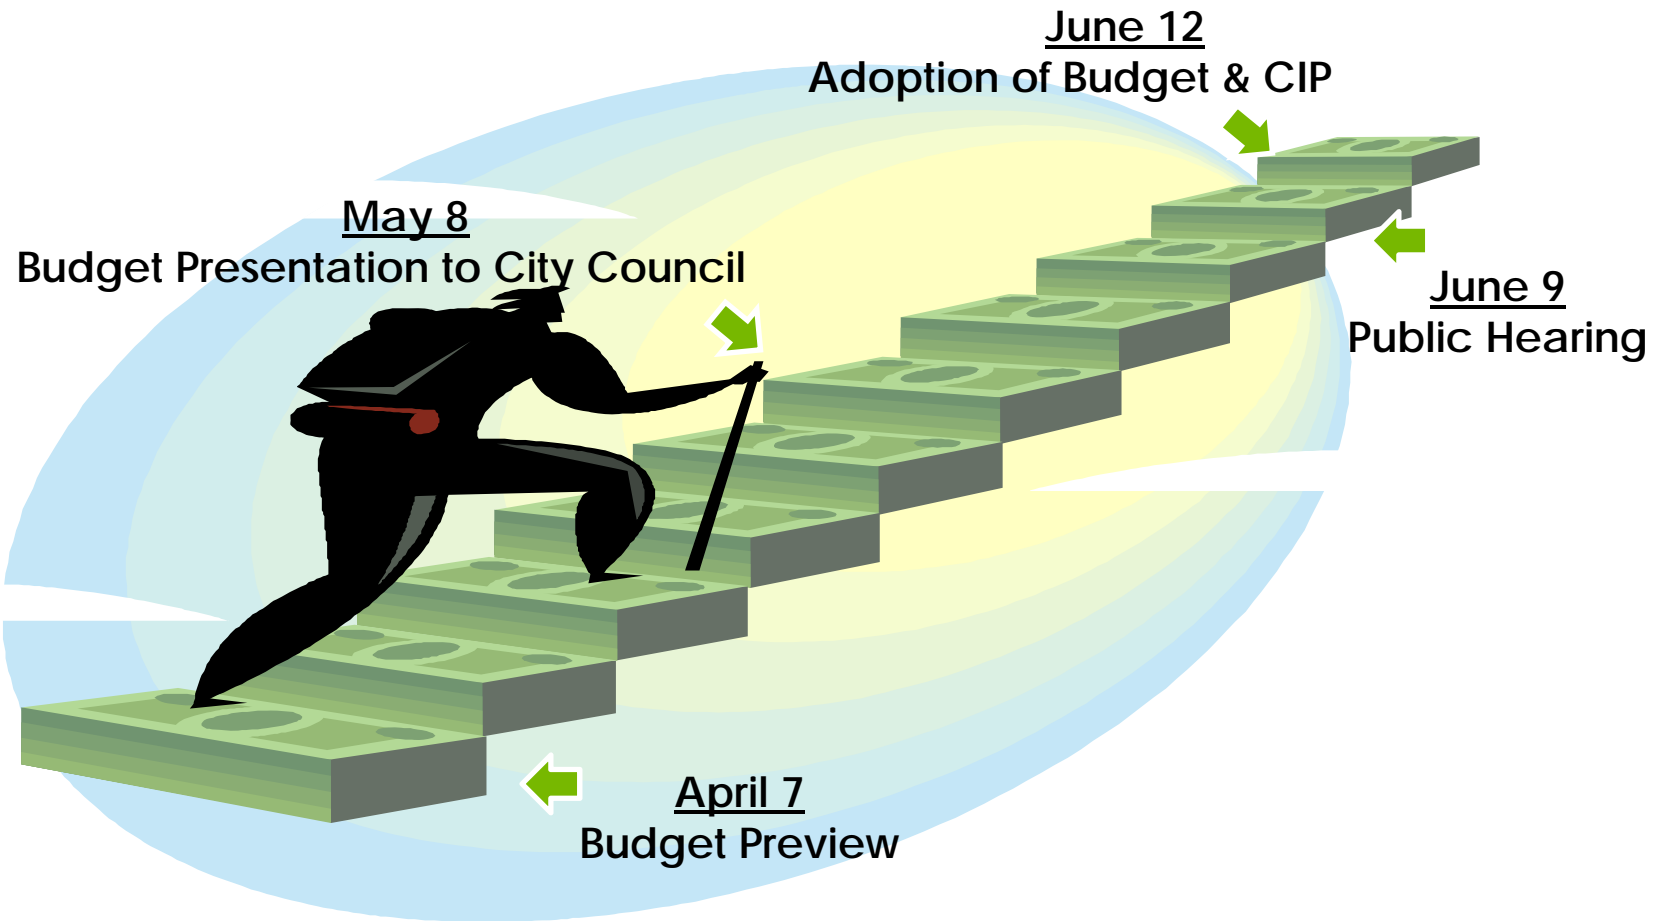 June 12
Adoption of Budget & CIP
May 8
Budget Presentation to City Council
June 9
Public Hearing
April 7
Budget Preview